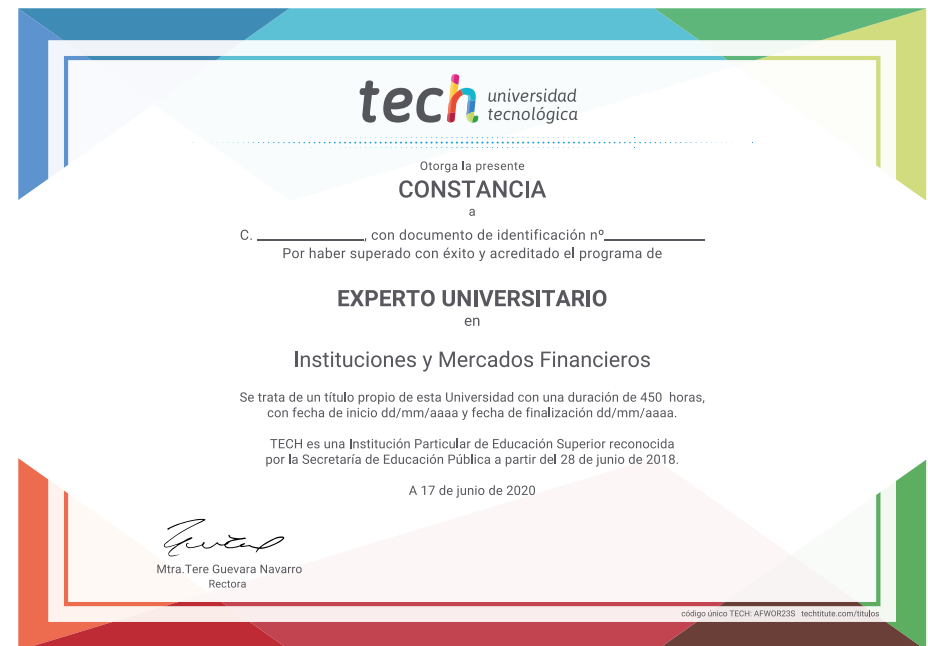 tech universidad
tecnológica
Otorga la presente
CONSTANCIA
a
C. ______________, con documento de identificación nº_____________
Por haber superado con éxito y acreditado el programa de
EXPERTO UNIVERSITARIO
en
Instituciones y Mercados Financieros
Se trata de un título propio de esta Universidad con una duración de 450 horas,
con fecha de inicio dd/mm/aaaa y fecha de finalización dd/mm/aaaa.
TECH es una Institución Particular de Educación Superior reconocida
por la Secretaría de Educación Pública a partir del 28 de junio de 2018.
A 17 de junio de 2020
Mtra.Tere Guevara Navarro
Rectora
código único TECH: AFWOR23S techtitute.com/titulos